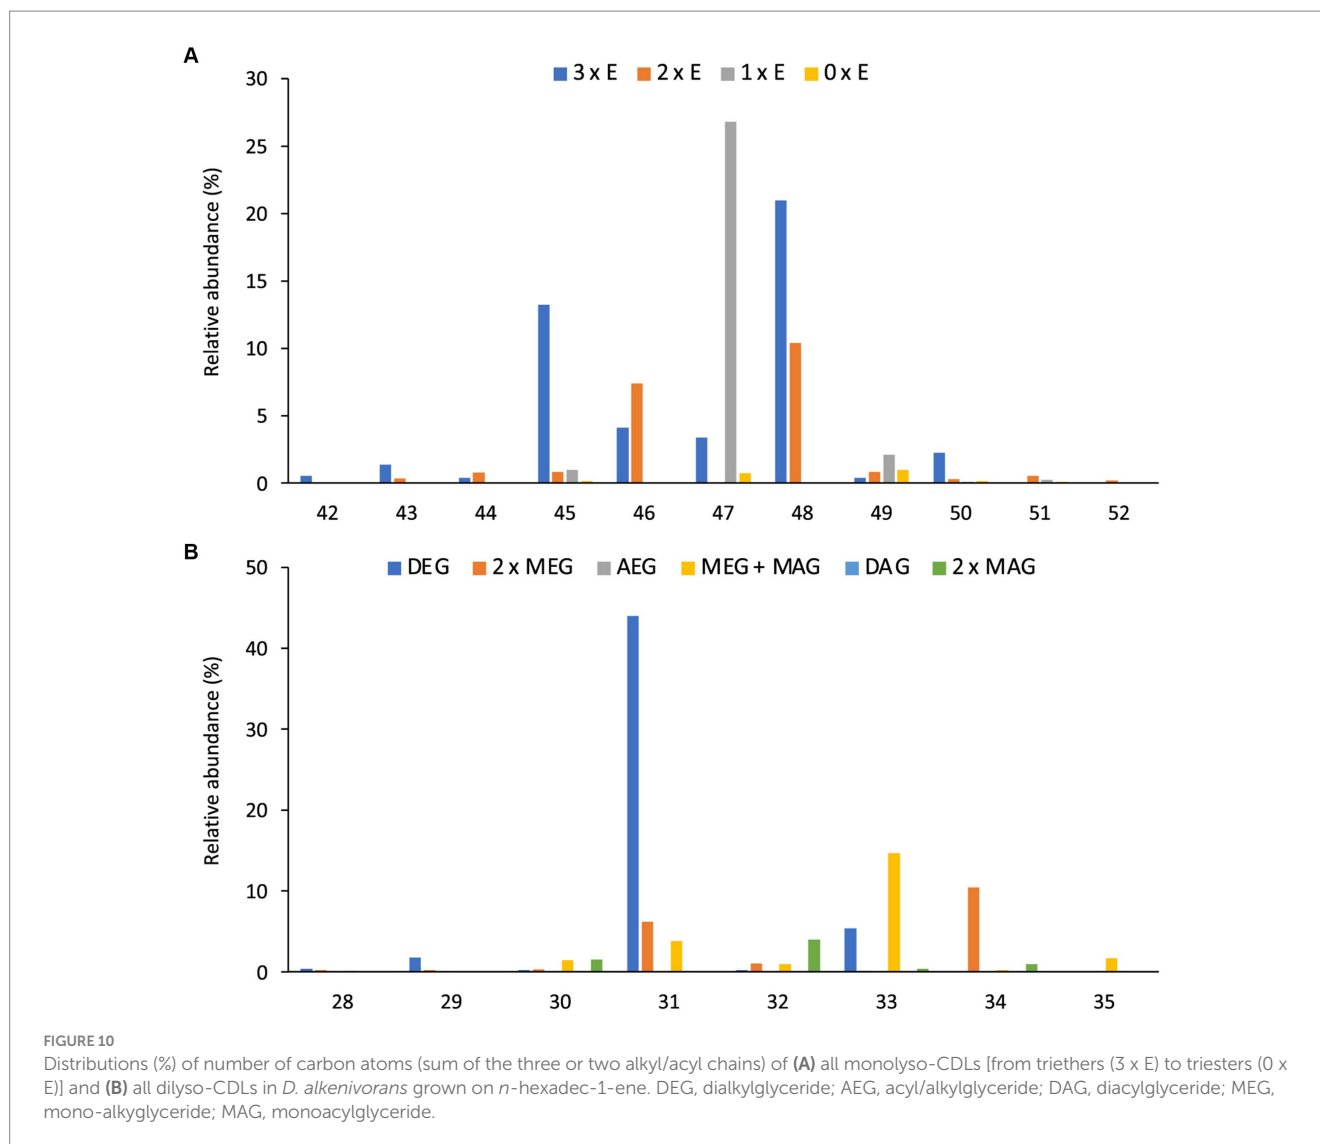 A
3 x E 2 x E 1 x E 0 x E
Relative abundance (%)
30
25
20
15
10
5
0
42 43 44 45 46 47 48 49 50 51 52
B
DEG 2 x MEG AEG MEG + MAG DAG 2 x MAG
Relative abundance (%)
50
40
30
20
10
0
28 29 30 31 32 33 34 35
FIGURE 10
Distributions (%) of number of carbon atoms (sum of the three or two alkyl/acyl chains) of (A) all monolyso-CDLs [from triethers (3 x E) to triesters (0 x
E)] and (B) all dilyso-CDLs in D. alkenivorans grown on n-hexadec-1-ene. DEG, dialkylglyceride; AEG, acyl/alkylglyceride; DAG, diacylglyceride; MEG,
mono-alkyglyceride; MAG, monoacylglyceride.